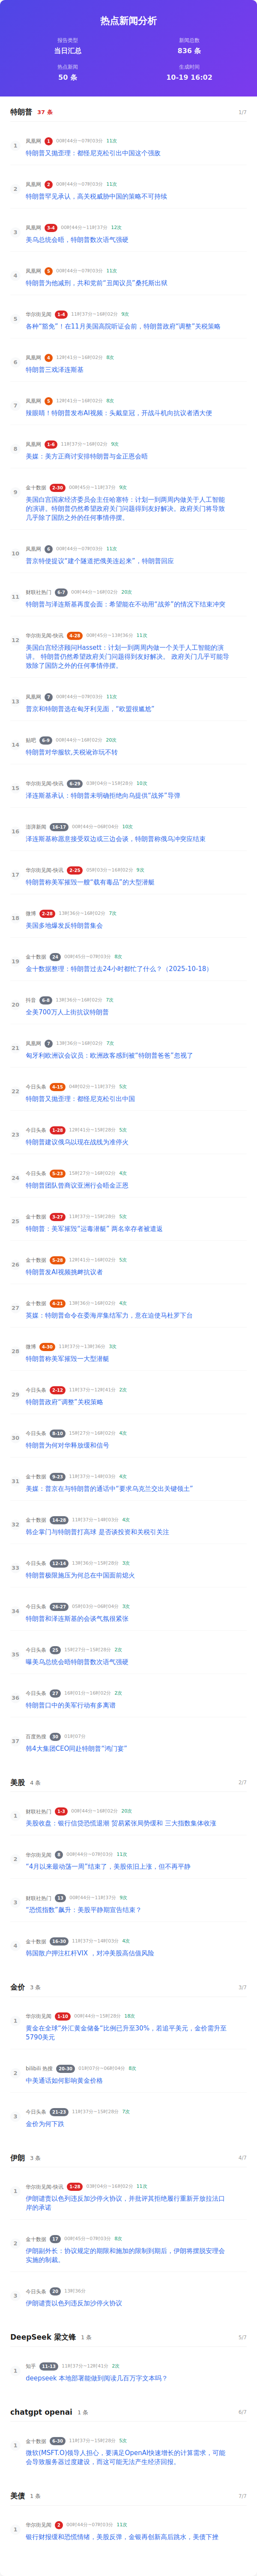 热点新闻分析
报告类型
新闻总数
当日汇总
836 条
热点新闻
生成时间
50 条
10-19 16:02
特朗普 37 条 1/7
1 凤凰网 1 00时44分~07时03分 11次
特朗普又抛歪理：都怪尼克松引出中国这个强敌
2 凤凰网 2 00时44分~07时03分 11次
特朗普罕见承认，高关税威胁中国的策略不可持续
3 凤凰网 3-4 00时44分~11时37分 12次
美乌总统会晤，特朗普数次语气强硬
4 凤凰网 5 00时44分~07时03分 11次
特朗普为他减刑，共和党前“丑闻议员”桑托斯出狱
5 华尔街见闻 1-4 11时37分~16时02分 9次
各种“豁免”！在11月美国高院听证会前，特朗普政府“调整”关税策略
6 凤凰网 4 12时41分~16时02分 8次
特朗普三戏泽连斯基
7 凤凰网 5 12时41分~16时02分 8次
辣眼睛！特朗普发布AI视频：头戴皇冠，开战斗机向抗议者洒大便
8 凤凰网 1-6 11时37分~16时02分 9次
美媒：美方正商讨安排特朗普与金正恩会晤
9 金十数据 2-30 00时45分~11时37分 9次
美国白宫国家经济委员会主任哈塞特：计划一到两周内做关于人工智能
的演讲。特朗普仍然希望政府关门问题得到友好解决。政府关门将导致
几乎除了国防之外的任何事情停摆。
10 凤凰网 6 00时44分~07时03分 11次
普京特使提议“建个隧道把俄美连起来”，特朗普回应
11 财联社热门 6-7 00时44分~16时02分 20次
特朗普与泽连斯基再度会面：希望能在不动用“战斧”的情况下结束冲突
12 华尔街见闻-快讯 4-28 00时45分~13时36分 11次
美国白宫经济顾问Hassett：计划一到两周内做一个关于人工智能的演
讲。 特朗普仍希望政府关门问题得到友好解决。 政府关门几乎可能导
致除了国防之外的任何事情停摆。
13 凤凰网 7 00时44分~07时03分 11次
普京和特朗普选在匈牙利见面，“欧盟很尴尬”
14 贴吧 6-9 00时44分~16时02分 20次
特朗普对华服软,关税讹诈玩不转
15 华尔街见闻-快讯 6-29 03时04分~15时28分 10次
泽连斯基承认：特朗普未明确拒绝向乌提供“战斧”导弹
16 澎湃新闻 16-17 00时44分~06时04分 10次
泽连斯基称愿意接受双边或三边会谈，特朗普称俄乌冲突应结束
17 华尔街见闻-快讯 2-25 05时03分~16时02分 9次
特朗普称美军摧毁一艘“载有毒品”的大型潜艇
18 微博 2-28 13时36分~16时02分 7次
美国多地爆发反特朗普集会
19 金十数据 24 00时45分~07时03分 8次
金十数据整理：特朗普过去24小时都忙了什么？（2025-10-18）
20 抖音 6-8 13时36分~16时02分 7次
全美700万人上街抗议特朗普
21 凤凰网 7 13时36分~16时02分 7次
匈牙利欧洲议会议员：欧洲政客感到被“特朗普爸爸”忽视了
22 今日头条 4-15 04时02分~11时37分 5次
特朗普又抛歪理：都怪尼克松引出中国
23 今日头条 1-26 12时41分~15时28分 5次
特朗普建议俄乌以现在战线为准停火
24 今日头条 5-23 15时27分~16时02分 4次
特朗普团队曾商议亚洲行会晤金正恩
25 金十数据 3-27 11时37分~15时28分 5次
特朗普：美军摧毁“运毒潜艇” 两名幸存者被遣返
26 金十数据 5-28 12时41分~16时02分 5次
特朗普发AI视频挑衅抗议者
27 金十数据 4-21 13时36分~16时02分 4次
英媒：特朗普命令在委海岸集结军力，意在迫使马杜罗下台
28 微博 4-30 11时37分~13时36分 3次
特朗普称美军摧毁一大型潜艇
29 今日头条 2-12 11时37分~12时41分 2次
特朗普政府“调整”关税策略
30 今日头条 8-10 15时27分~16时02分 4次
特朗普为何对华释放缓和信号
31 金十数据 9-23 11时37分~14时03分 4次
美媒：普京在与特朗普的通话中“要求乌克兰交出关键领土”
32 金十数据 14-28 11时37分~14时03分 4次
韩企掌门与特朗普打高球 是否谈投资和关税引关注
33 今日头条 12-14 13时36分~15时28分 3次
特朗普极限施压为何总在中国面前熄火
34 今日头条 26-27 05时03分~06时04分 3次
特朗普和泽连斯基的会谈气氛很紧张
35 今日头条 25 15时27分~15时28分 2次
曝美乌总统会晤特朗普数次语气强硬
36 今日头条 27 16时01分~16时02分 2次
特朗普口中的美军行动有多离谱
37 百度热搜 30 01时07分
韩4大集团CEO同赴特朗普“鸿门宴”
美股 4 条 2/7
1 财联社热门 1-3 00时44分~16时02分 20次
美股收盘：银行信贷恐慌退潮 贸易紧张局势缓和 三大指数集体收涨
2 华尔街见闻 8 00时44分~07时03分 11次
“4月以来最动荡一周”结束了，美股依旧上涨，但不再平静
3 财联社热门 13 00时44分~11时37分 9次
“恐慌指数”飙升：美股平静期宣告结束？
4 金十数据 16-30 11时37分~14时03分 4次
韩国散户押注杠杆VIX ，对冲美股高估值风险
金价 3 条 3/7
1 华尔街见闻 1-10 00时44分~15时28分 18次
黄金在全球“外汇黄金储备”比例已升至30%，若追平美元，金价需升至
5790美元
2 bilibili 热搜 20-30 01时07分~06时04分 8次
中美通话如何影响黄金价格
3 今日头条 21-23 11时37分~15时28分 7次
金价为何下跌
伊朗 3 条 4/7
1 华尔街见闻-快讯 1-28 03时04分~16时02分 11次
伊朗谴责以色列违反加沙停火协议，并批评其拒绝履行重新开放拉法口
岸的承诺
2 金十数据 17 00时45分~07时03分 8次
伊朗副外长：协议规定的期限和施加的限制到期后，伊朗将摆脱安理会
实施的制裁。
3 今日头条 20 13时36分
伊朗谴责以色列违反加沙停火协议
DeepSeek 梁文锋 1 条 5/7
1 知乎 11-13 11时37分~12时41分 2次
deepseek 本地部署能做到阅读几百万字文本吗？
chatgpt openai 1 条 6/7
1 金十数据 6-30 11时37分~15时28分 5次
微软(MSFT.O)领导人担心，要满足OpenAI快速增长的计算需求，可能
会导致服务器过度建设，而这可能无法产生经济回报。
美债 1 条 7/7
1 华尔街见闻 2 00时44分~07时03分 11次
银行财报缓和恐慌情绪，美股反弹，金银再创新高后跳水，美债下挫